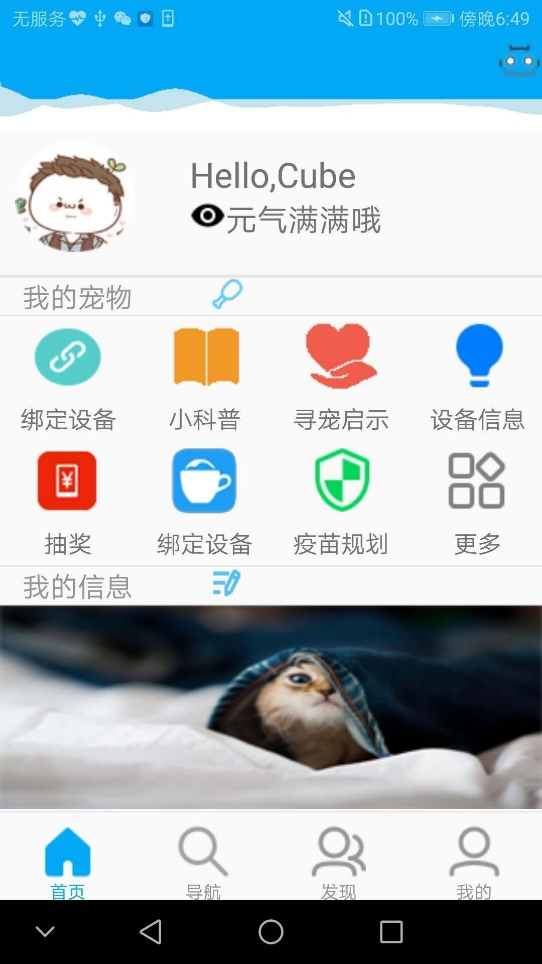 无服务 100% 傍晚6:49
Hello,Cube
元气满满哦
我的宠物
绑定设备 小科普 寻宠启示 设备信息
¥
抽奖 绑定设备 疫苗规划 更多
我的信息
首页 导航 发现 我的